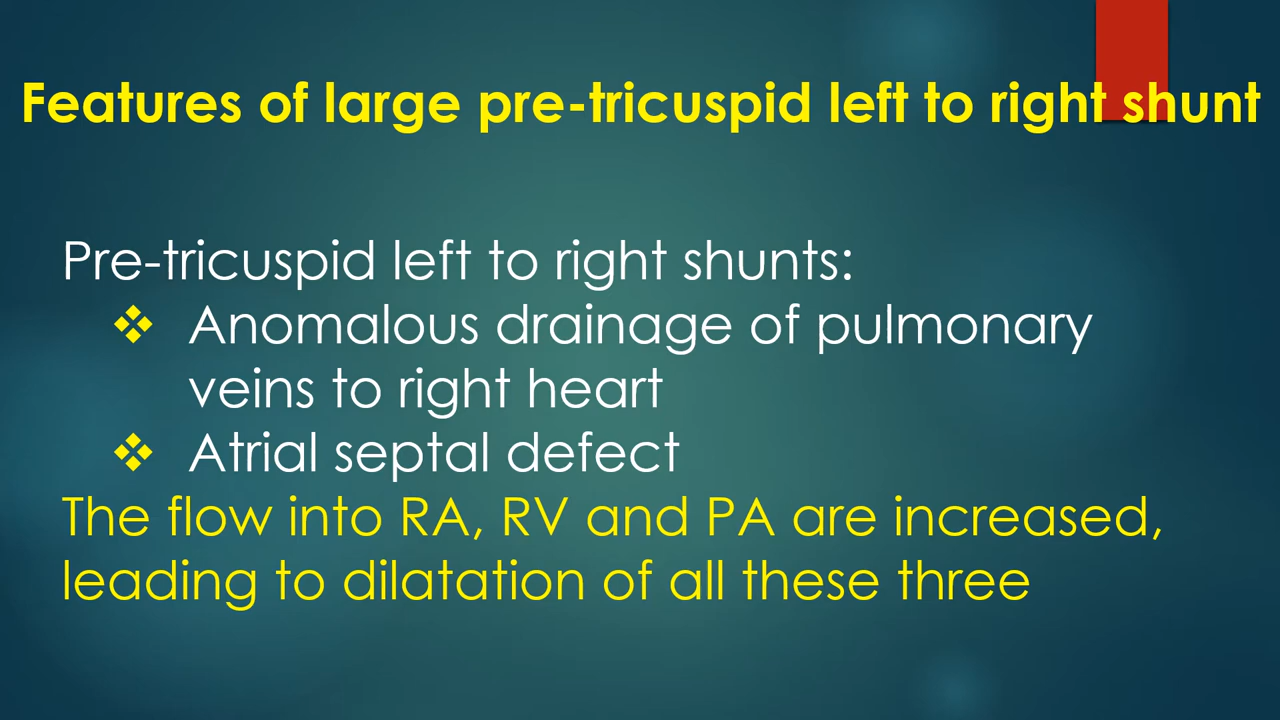 Features of large pre-tricuspid left to right shunt
Pre-tricuspid left to right shunts:
❖ Anomalous drainage of pulmonary
veins to right heart
❖ Atrial septal defect
The flow into RA, RV and PA are increased,
leading to dilatation of all these three